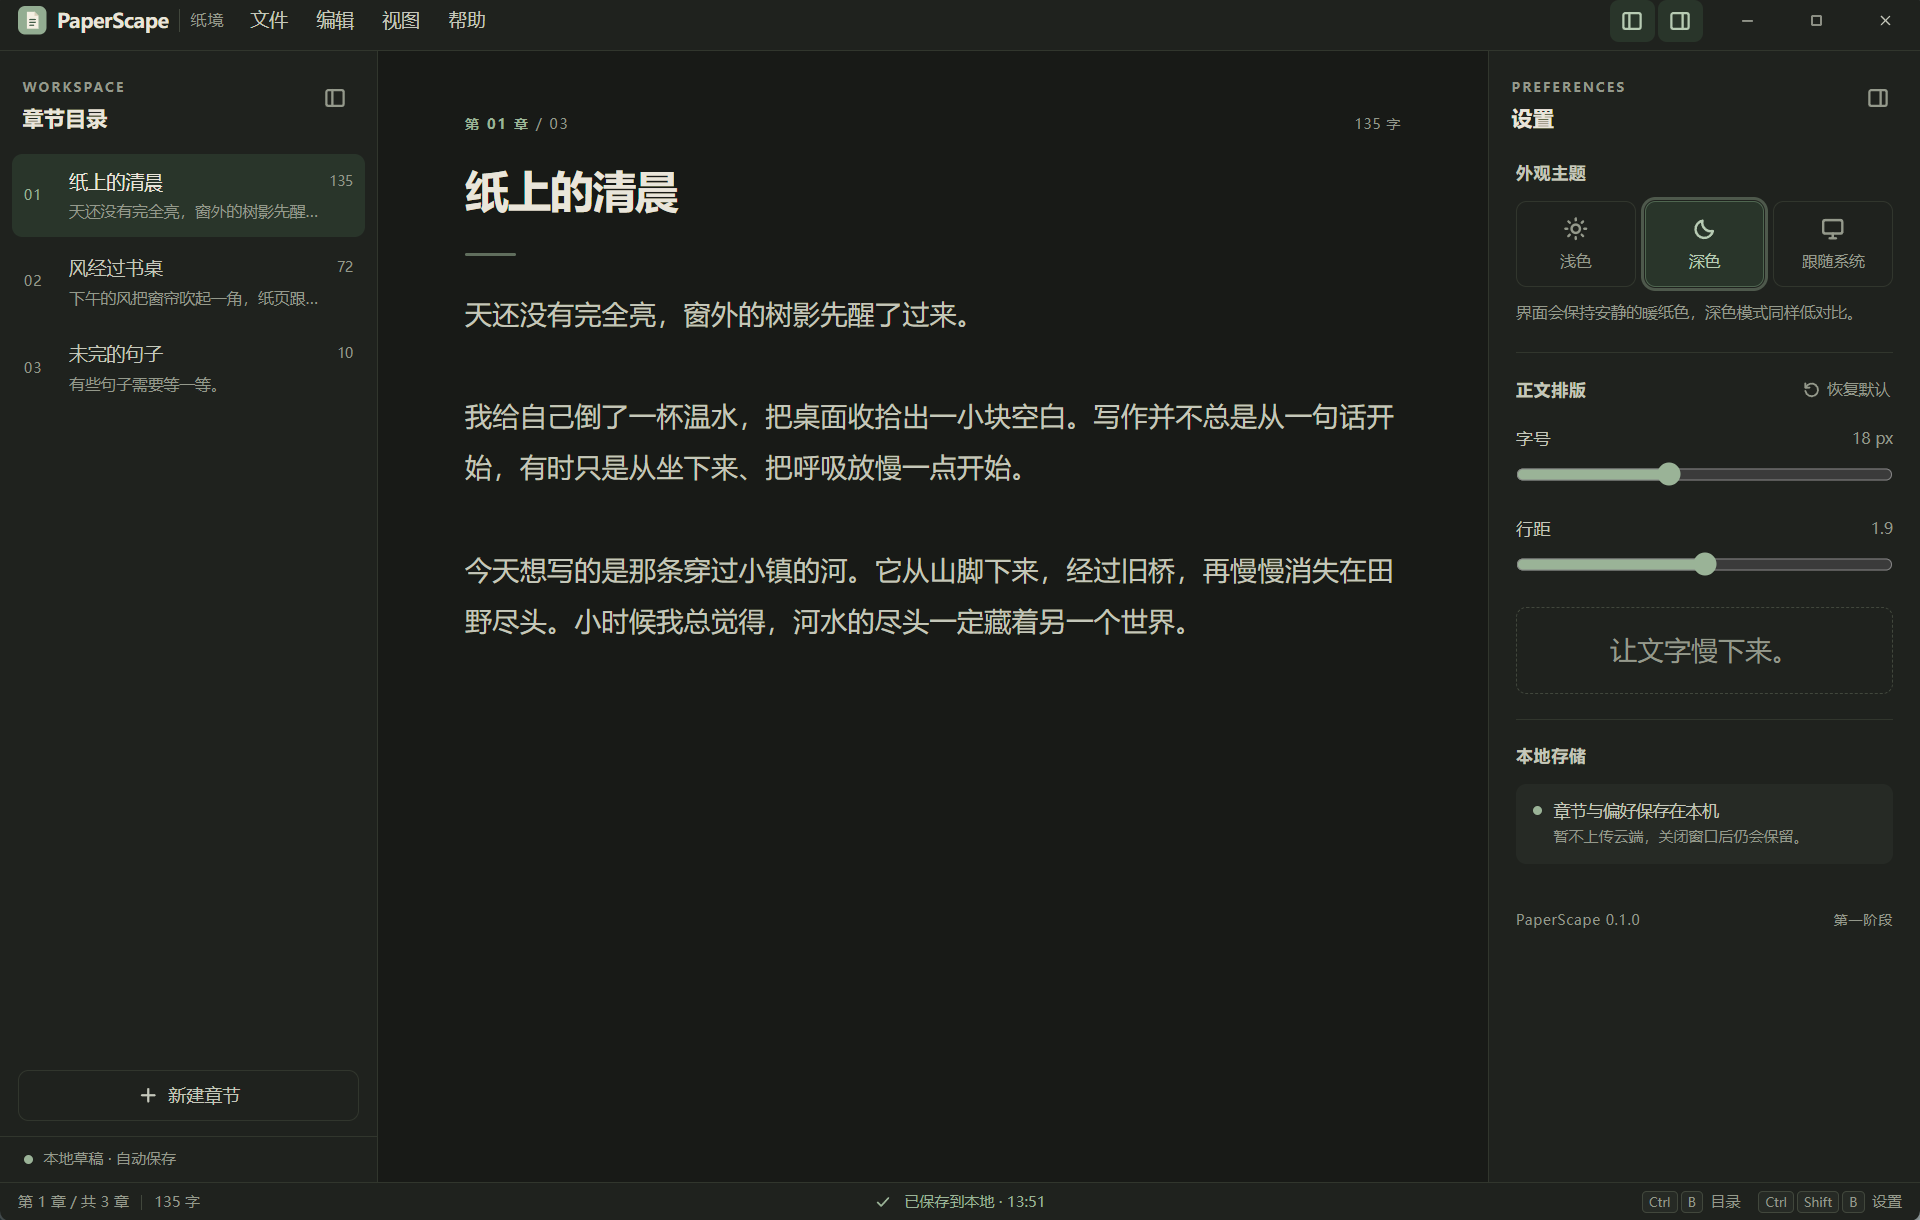 PaperScape 纸境 文件 编辑 视图 帮助
WORKSPACE
章节目录
01 纸上的清晨 135
天还没有完全亮，窗外的树影先醒...
02 风经过书桌 72
下午的风把窗帘吹起一角，纸页跟...
03 未完的句子 10
有些句子需要等一等。
新建章节
本地草稿 · 自动保存
第 01 章 / 03 135 字
纸上的清晨
天还没有完全亮，窗外的树影先醒了过来。
我给自己倒了一杯温水，把桌面收拾出一小块空白。写作并不总是从一句话开
始，有时只是从坐下来、把呼吸放慢一点开始。
今天想写的是那条穿过小镇的河。它从山脚下来，经过旧桥，再慢慢消失在田
野尽头。小时候我总觉得，河水的尽头一定藏着另一个世界。
PREFERENCES
设置
外观主题
浅色 深色 跟随系统
界面会保持安静的暖纸色，深色模式同样低对比。
正文排版 恢复默认
字号 18 px
行距 1.9
让文字慢下来。
本地存储
章节与偏好保存在本机
暂不上传云端，关闭窗口后仍会保留。
PaperScape 0.1.0 第一阶段
第 1 章 / 共 3 章 135 字 已保存到本地 · 13:51 Ctrl B 目录 Ctrl Shift B 设置